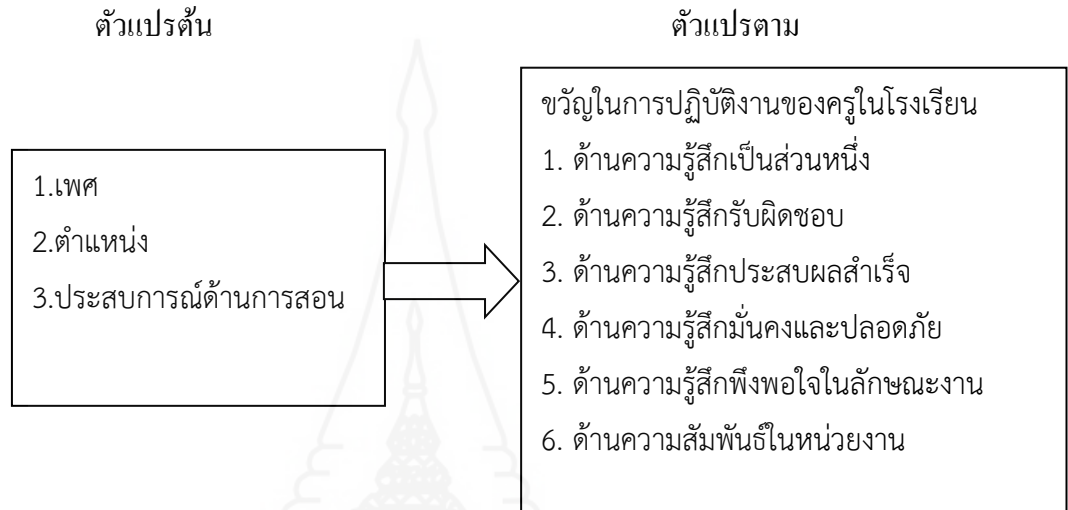 ตัวแปรต้น
ตัวแปรตาม
1.เพศ
2.ตำแหน่ง
3.ประสบการณ์ด้านการสอน
ขวัญในการปฏิบัติงานของครูในโรงเรียน
1. ด้านความรู้สึกเป็นส่วนหนึ่ง
2. ด้านความรู้สึกรับผิดชอบ
3. ด้านความรู้สึกประสบผลสำเร็จ
4. ด้านความรู้สึกมั่นคงและปลอดภัย
5. ด้านความรู้สึกพึงพอใจในลักษณะงาน
6. ด้านความสัมพันธ์ในหน่วยงาน